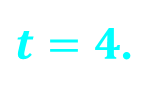 t = 4.